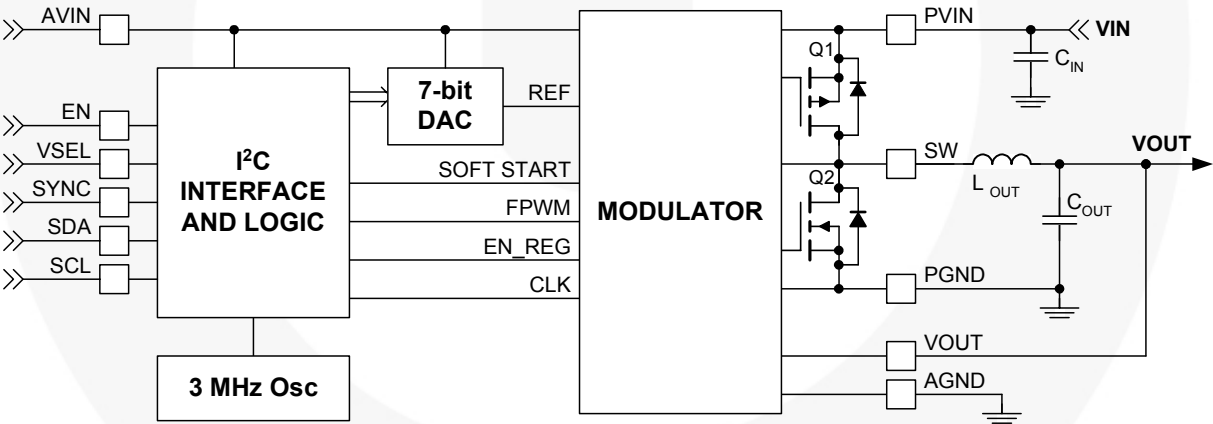 AVIN
EN
VSEL
SYNC
SDA
SCL
I²C
INTERFACE
AND LOGIC
3 MHz Osc
7-bit
DAC
REF
SOFT START
FPWM
EN_REG
CLK
MODULATOR
Q1
Q2
PVIN
VIN
C_IN
SW
L_OUT
VOUT
C_OUT
PGND
VOUT
AGND